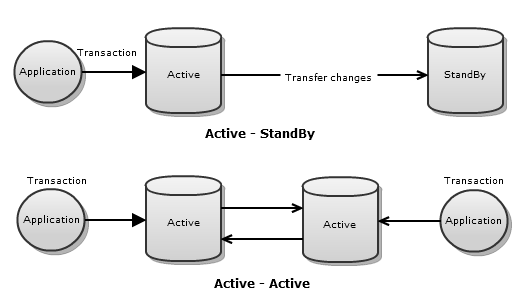 Transaction
Application
Active
Transfer changes
StandBy
Active - StandBy
Transaction
Transaction
Application
Active
Active
Application
Active - Active